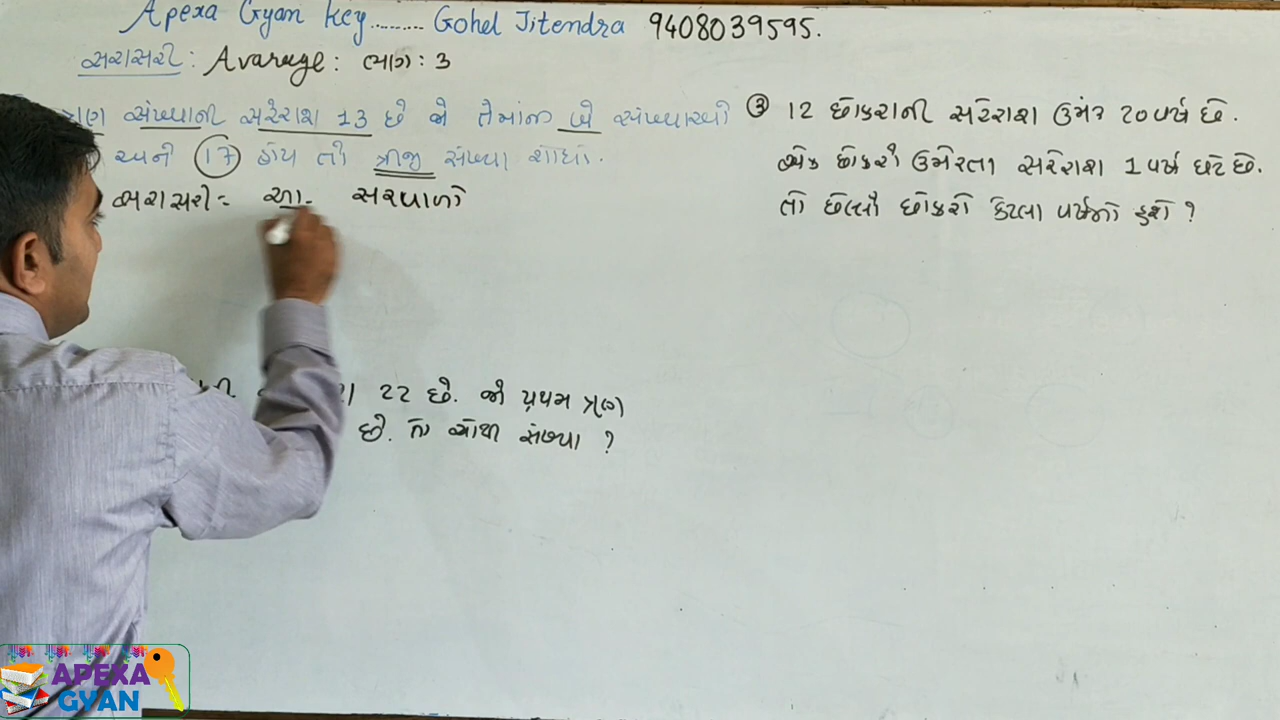 Apexa Gyan Key......... Gohel Jitendra 9408039595.
સરાસરી : Avarage : ભાગ : 3
સંખ્યાની સરેરાશ 13 છે જો તેમાંના બે સંખ્યાઓ
અને 17 હોય તો ત્રીજી સંખ્યા શોધો.
સરાસરી = આ. સરવાળો
22 છે. જો પ્રથમ ત્રણ
છે. તો ચોથી સંખ્યા ?
③ 12 છોકરાની સરેરાશ ઉંમર 20 વર્ષ છે.
એક છોકરો ઉમેરતા સરેરાશ 1 વર્ષ ઘટે છે.
તો છેલ્લો છોકરો કેટલા વર્ષનો હશે ?
APEXA
GYAN